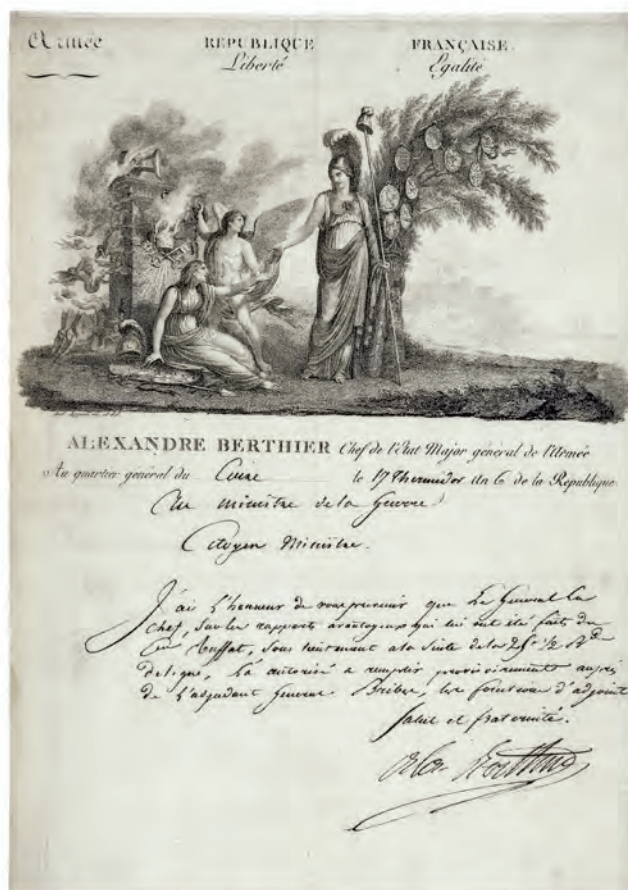 Armée
REPUBLIQUE FRANÇAISE.
Liberté Egalité
ALEXANDRE BERTHIER Chef de l'Etat Major général de l'Armée
Au quartier général du Caire le 17 Thermidor An 6 de la République
Au ministre de la Guerre
Citoyen Ministre.
J'ai l'honneur de vous prévenir que Le Général En
chef, sur les rapports avantageux qui lui ont été faits du
Cen Buffat, sous lieutenant a la suite de la 25e 1/2 Bde
de ligne, l'a autorisé a remplir provisoirement auprès
de l'adjudant Général Bribes, les fonctions d'adjoint
Salut et fraternité.
Alex Berthier